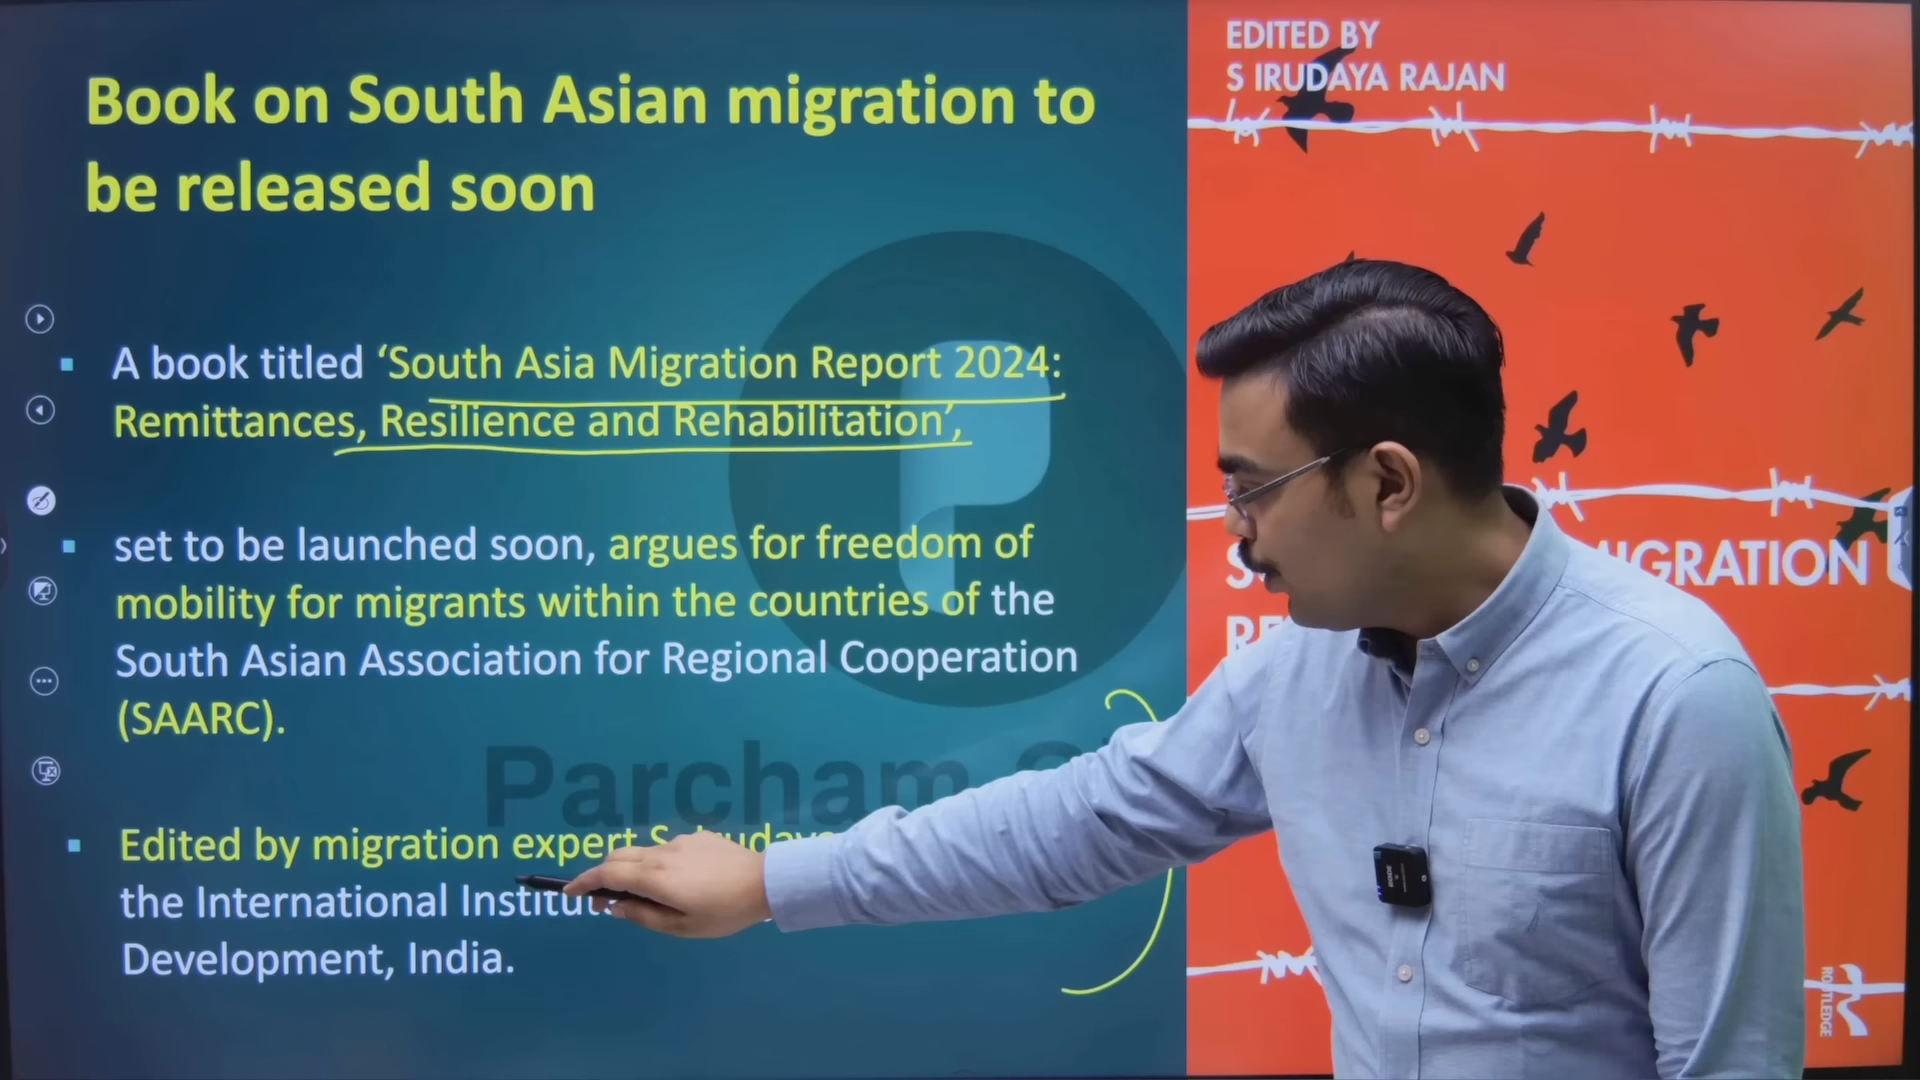 Book on South Asian migration to
be released soon
A book titled ‘South Asia Migration Report 2024:
Remittances, Resilience and Rehabilitation’,
set to be launched soon, argues for freedom of
mobility for migrants within the countries of the
South Asian Association for Regional Cooperation
(SAARC).
Edited by migration expert S
the International
Development, India.
Parcham
EDITED BY
S IRUDAYA RAJAN
MIGRATION
ROUTLEDGE